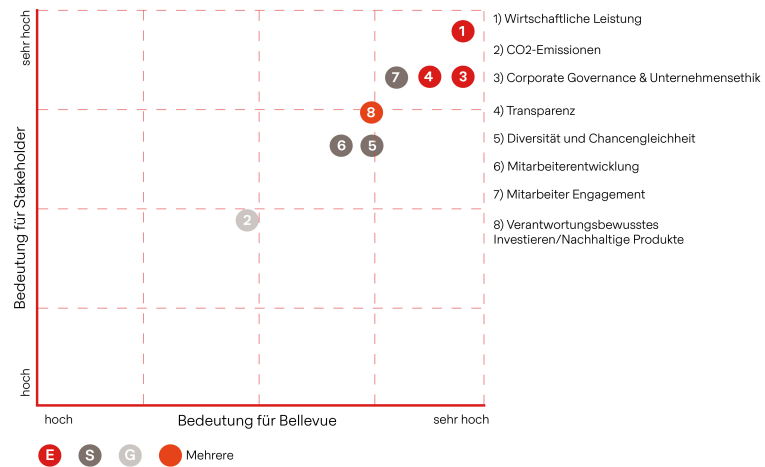 sehr hoch
Bedeutung für Stakeholder
hoch
1
7
4
3
8
6
5
2
1) Wirtschaftliche Leistung
2) CO2-Emissionen
3) Corporate Governance & Unternehmensethik
4) Transparenz
5) Diversität und Chancengleichheit
6) Mitarbeiterentwicklung
7) Mitarbeiter Engagement
8) Verantwortungsbewusstes
Investieren/Nachhaltige Produkte
hoch
Bedeutung für Bellevue
sehr hoch
E
S
G
Mehrere